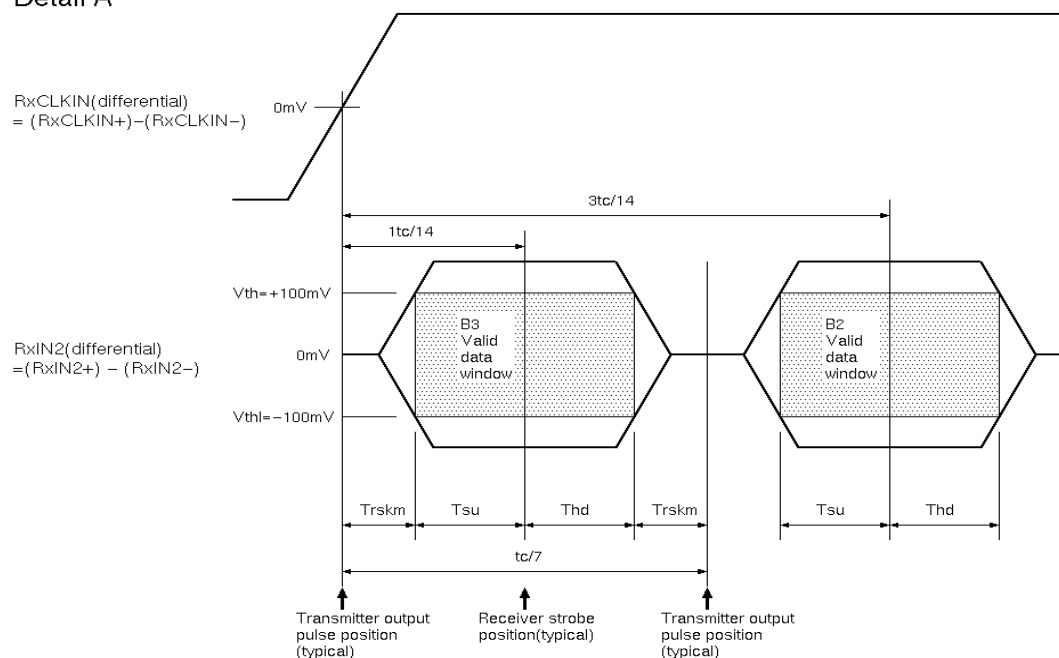 Detail A
RxCLKIN(differential)
= (RxCLKIN+)-(RxCLKIN-)
0mV
3tc/14
1tc/14
Vth=+100mV
B3
Valid
data
window
B2
Valid
data
window
RxIN2(differential)
=(RxIN2+) - (RxIN2-)
0mV
Vthl=-100mV
Trskm
Tsu
Thd
Trskm
Tsu
Thd
tc/7
Transmitter output
pulse position
(typical)
Receiver strobe
position(typical)
Transmitter output
pulse position
(typical)